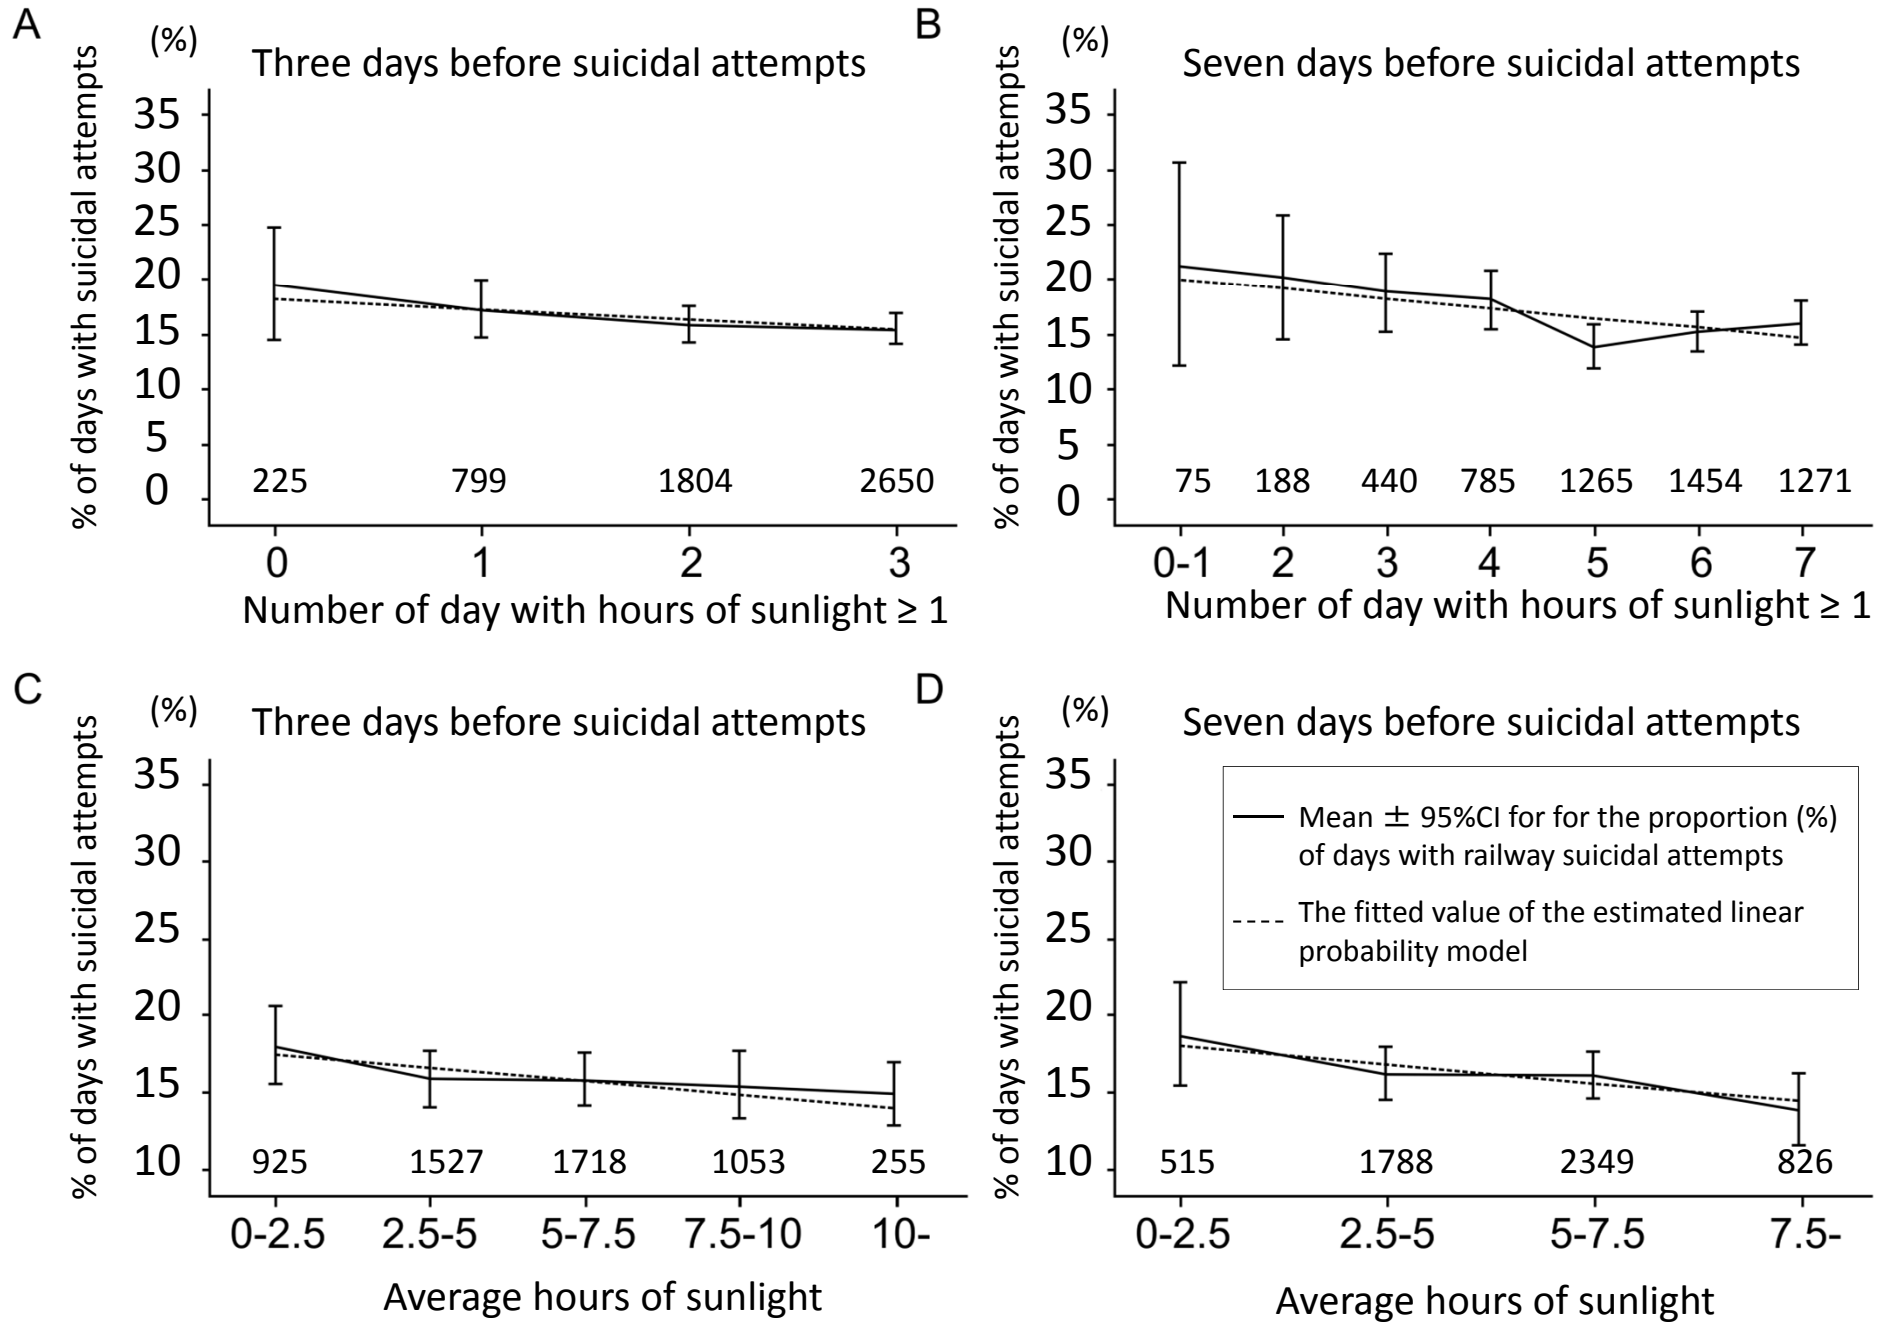 A
(%)
Three days before suicidal attempts
% of days with suicidal attempts
35
30
25
20
15
10
5
0
225 799 1804 2650
0 1 2 3
Number of day with hours of sunlight ≥ 1
B
(%)
Seven days before suicidal attempts
% of days with suicidal attempts
35
30
25
20
15
10
5
0
75 188 440 785 1265 1454 1271
0-1 2 3 4 5 6 7
Number of day with hours of sunlight ≥ 1
C
(%)
Three days before suicidal attempts
% of days with suicidal attempts
35
30
25
20
15
10
925 1527 1718 1053 255
0-2.5 2.5-5 5-7.5 7.5-10 10-
Average hours of sunlight
D
(%)
Seven days before suicidal attempts
% of days with suicidal attempts
35
30
25
20
15
10
Mean ± 95%CI for for the proportion (%)
of days with railway suicidal attempts
The fitted value of the estimated linear
probability model
515 1788 2349 826
0-2.5 2.5-5 5-7.5 7.5-
Average hours of sunlight